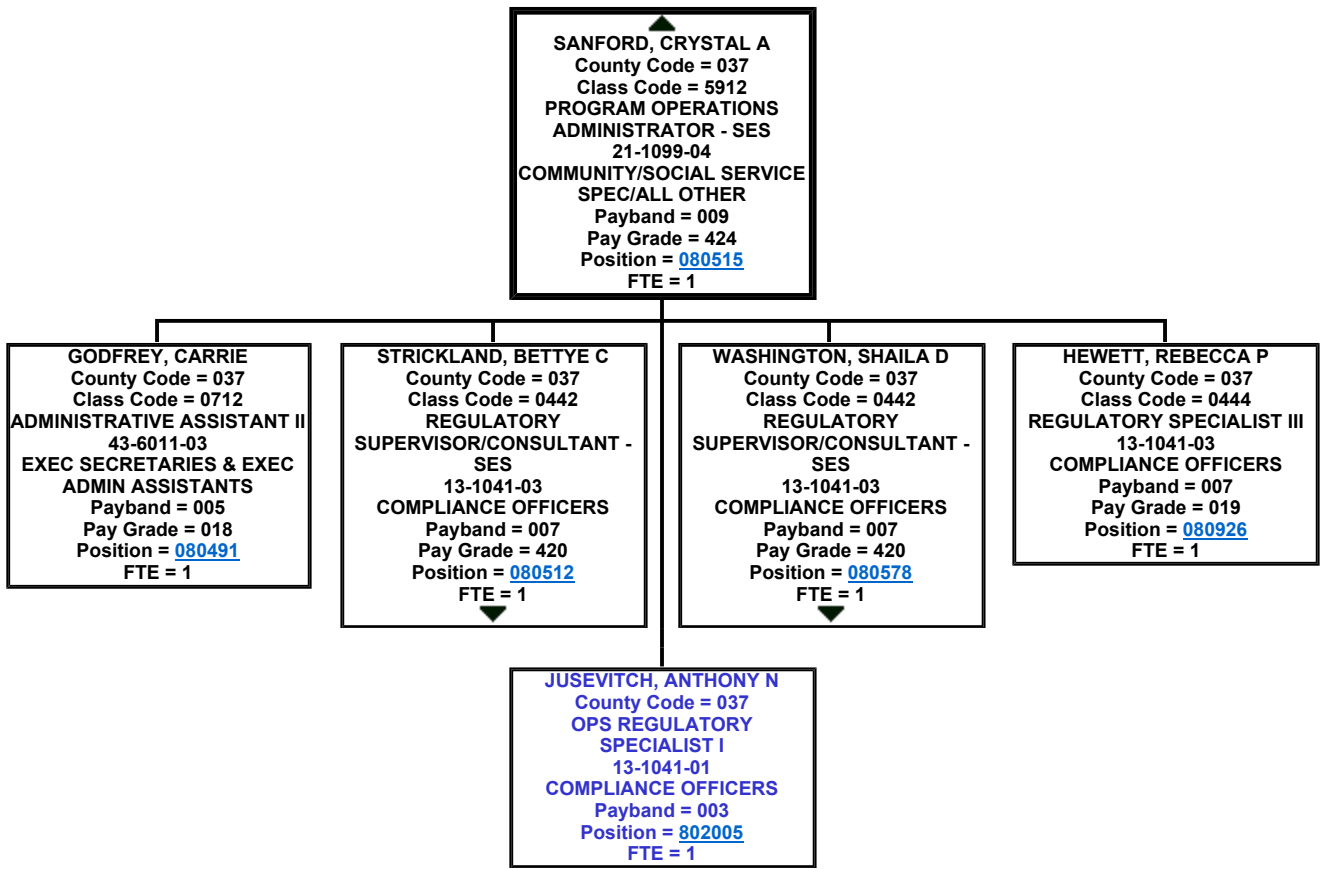 SANFORD, CRYSTAL A
County Code = 037
Class Code = 5912
PROGRAM OPERATIONS
ADMINISTRATOR - SES
21-1099-04
COMMUNITY/SOCIAL SERVICE
SPEC/ALL OTHER
Payband = 009
Pay Grade = 424
Position = 080515
FTE = 1
GODFREY, CARRIE
County Code = 037
Class Code = 0712
ADMINISTRATIVE ASSISTANT II
43-6011-03
EXEC SECRETARIES & EXEC
ADMIN ASSISTANTS
Payband = 005
Pay Grade = 018
Position = 080491
FTE = 1
STRICKLAND, BETTYE C
County Code = 037
Class Code = 0442
REGULATORY
SUPERVISOR/CONSULTANT -
SES
13-1041-03
COMPLIANCE OFFICERS
Payband = 007
Pay Grade = 420
Position = 080512
FTE = 1
WASHINGTON, SHAILA D
County Code = 037
Class Code = 0442
REGULATORY
SUPERVISOR/CONSULTANT -
SES
13-1041-03
COMPLIANCE OFFICERS
Payband = 007
Pay Grade = 420
Position = 080578
FTE = 1
HEWETT, REBECCA P
County Code = 037
Class Code = 0444
REGULATORY SPECIALIST III
13-1041-03
COMPLIANCE OFFICERS
Payband = 007
Pay Grade = 019
Position = 080926
FTE = 1
JUSEVITCH, ANTHONY N
County Code = 037
OPS REGULATORY
SPECIALIST I
13-1041-01
COMPLIANCE OFFICERS
Payband = 003
Position = 802005
FTE = 1